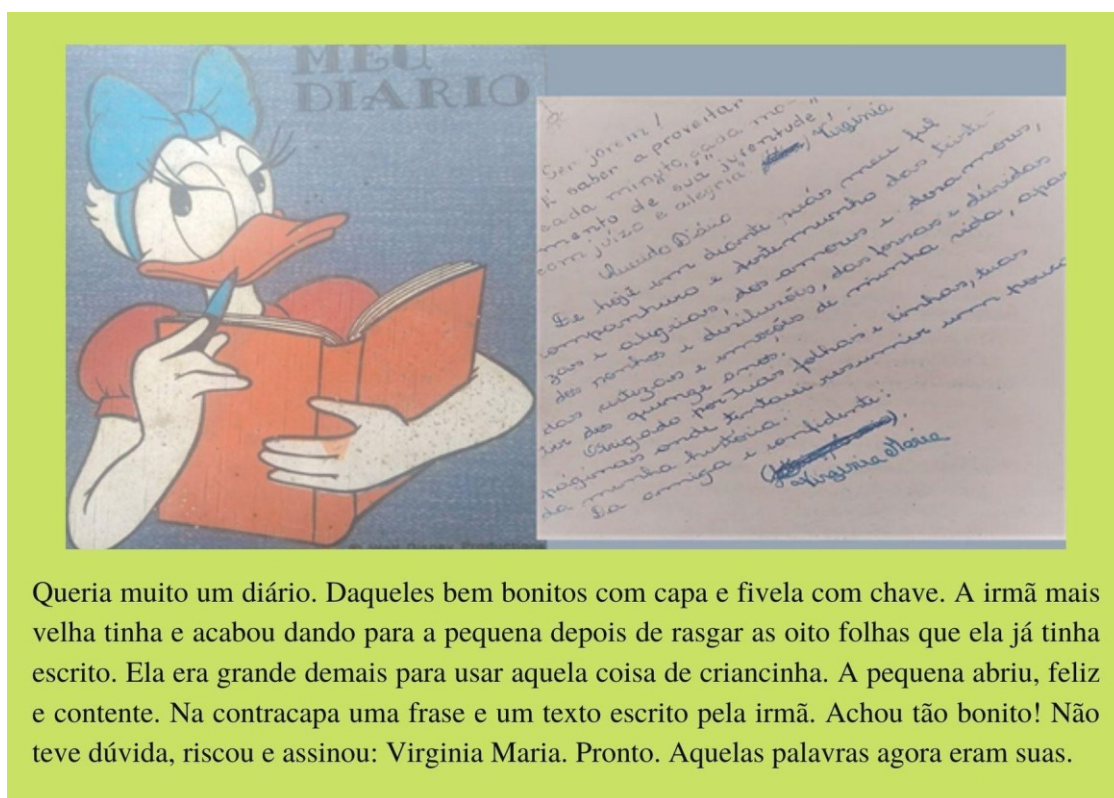 MEU
DIARIO
Ser jovem!
É saber aproveitar
cada minuto, cada mo-
mento de sua juventude,
com juízo e alegria" Virginia
Querido Diário
De hoje em diante serás meu fiel
companheiro e testemunho das triste-
zas e alegrias, dos amores e desamores,
dos sonhos e desilusões, das forças e dúvidas
das certezas e emoções de minha vida, apar
tir dos quinze anos.
Obrigado por tuas folhas e linhas, tuas
páginas onde tentarei resumir um pouco
da minha história.
Da amiga e confidente:
Virginia Maria
© Walt Disney Productions
Queria muito um diário. Daqueles bem bonitos com capa e fivela com chave. A irmã mais
velha tinha e acabou dando para a pequena depois de rasgar as oito folhas que ela já tinha
escrito. Ela era grande demais para usar aquela coisa de criancinha. A pequena abriu, feliz
e contente. Na contracapa uma frase e um texto escrito pela irmã. Achou tão bonito! Não
teve dúvida, riscou e assinou: Virginia Maria. Pronto. Aquelas palavras agora eram suas.